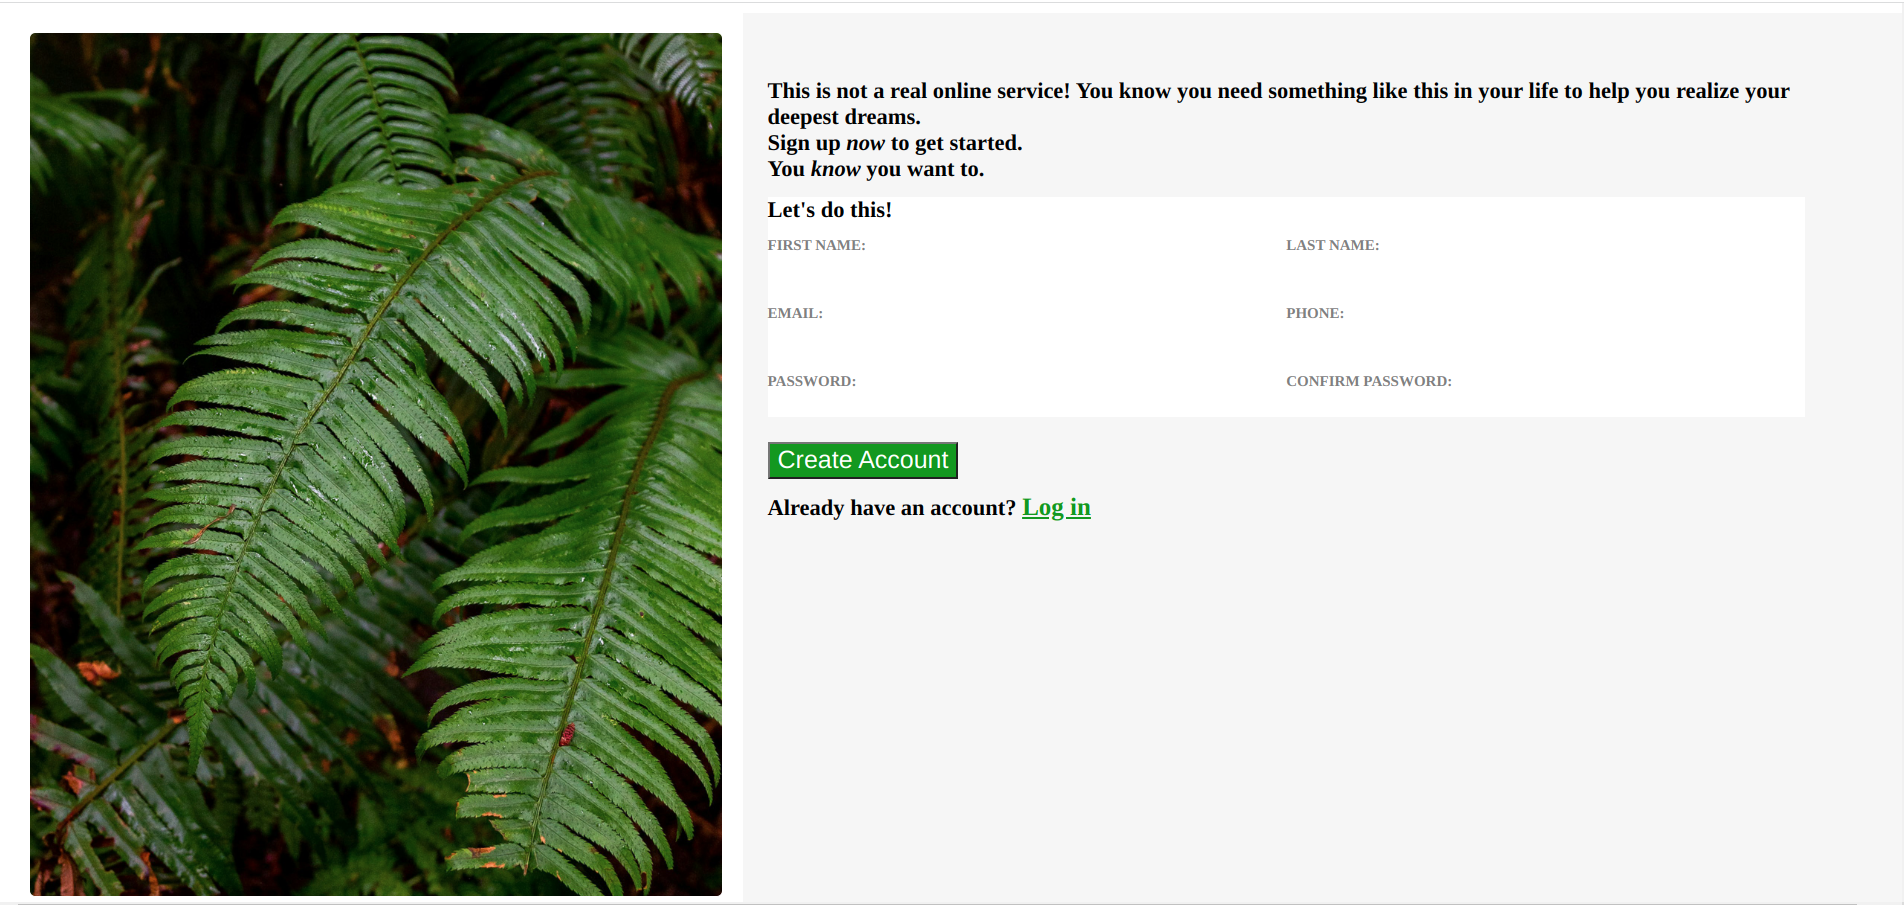 This is not a real online service! You know you need something like this in your life to help you realize your
deepest dreams.
Sign up now to get started.
You know you want to.
Let's do this!
FIRST NAME:
LAST NAME:
EMAIL:
PHONE:
PASSWORD:
CONFIRM PASSWORD:
Create Account
Already have an account? Log in